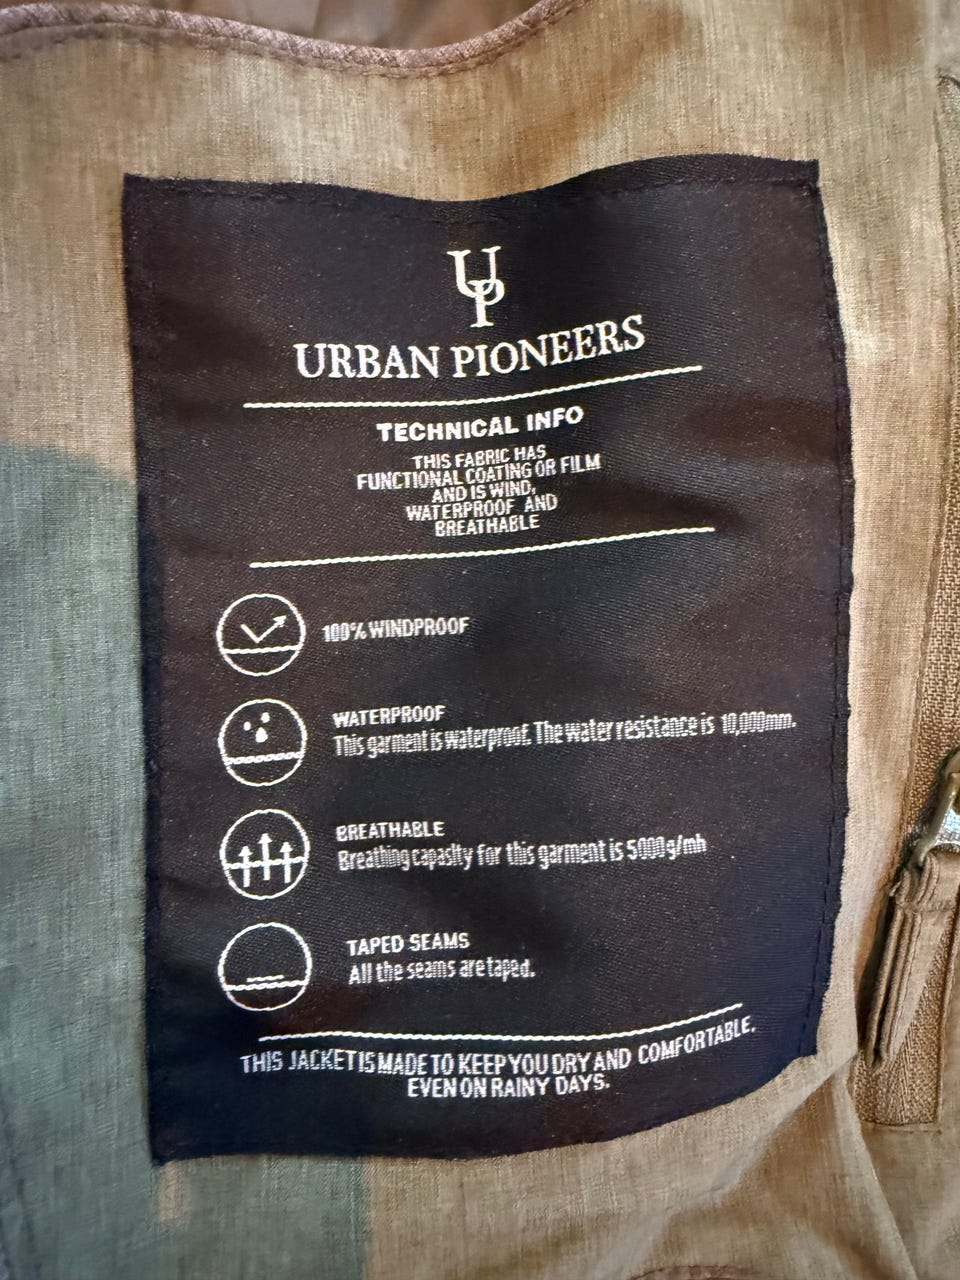 UP
URBAN PIONEERS
TECHNICAL INFO
THIS FABRIC HAS
FUNCTIONAL COATING OR FILM
AND IS WIND,
WATERPROOF AND
BREATHABLE
100% WINDPROOF
WATERPROOF
This garment is waterproof. The water resistance is 10,000mm.
BREATHABLE
Breathing capasity for this garment is 5000g/mh
TAPED SEAMS
All the seams are taped.
THIS JACKET IS MADE TO KEEP YOU DRY AND COMFORTABLE.
EVEN ON RAINY DAYS.